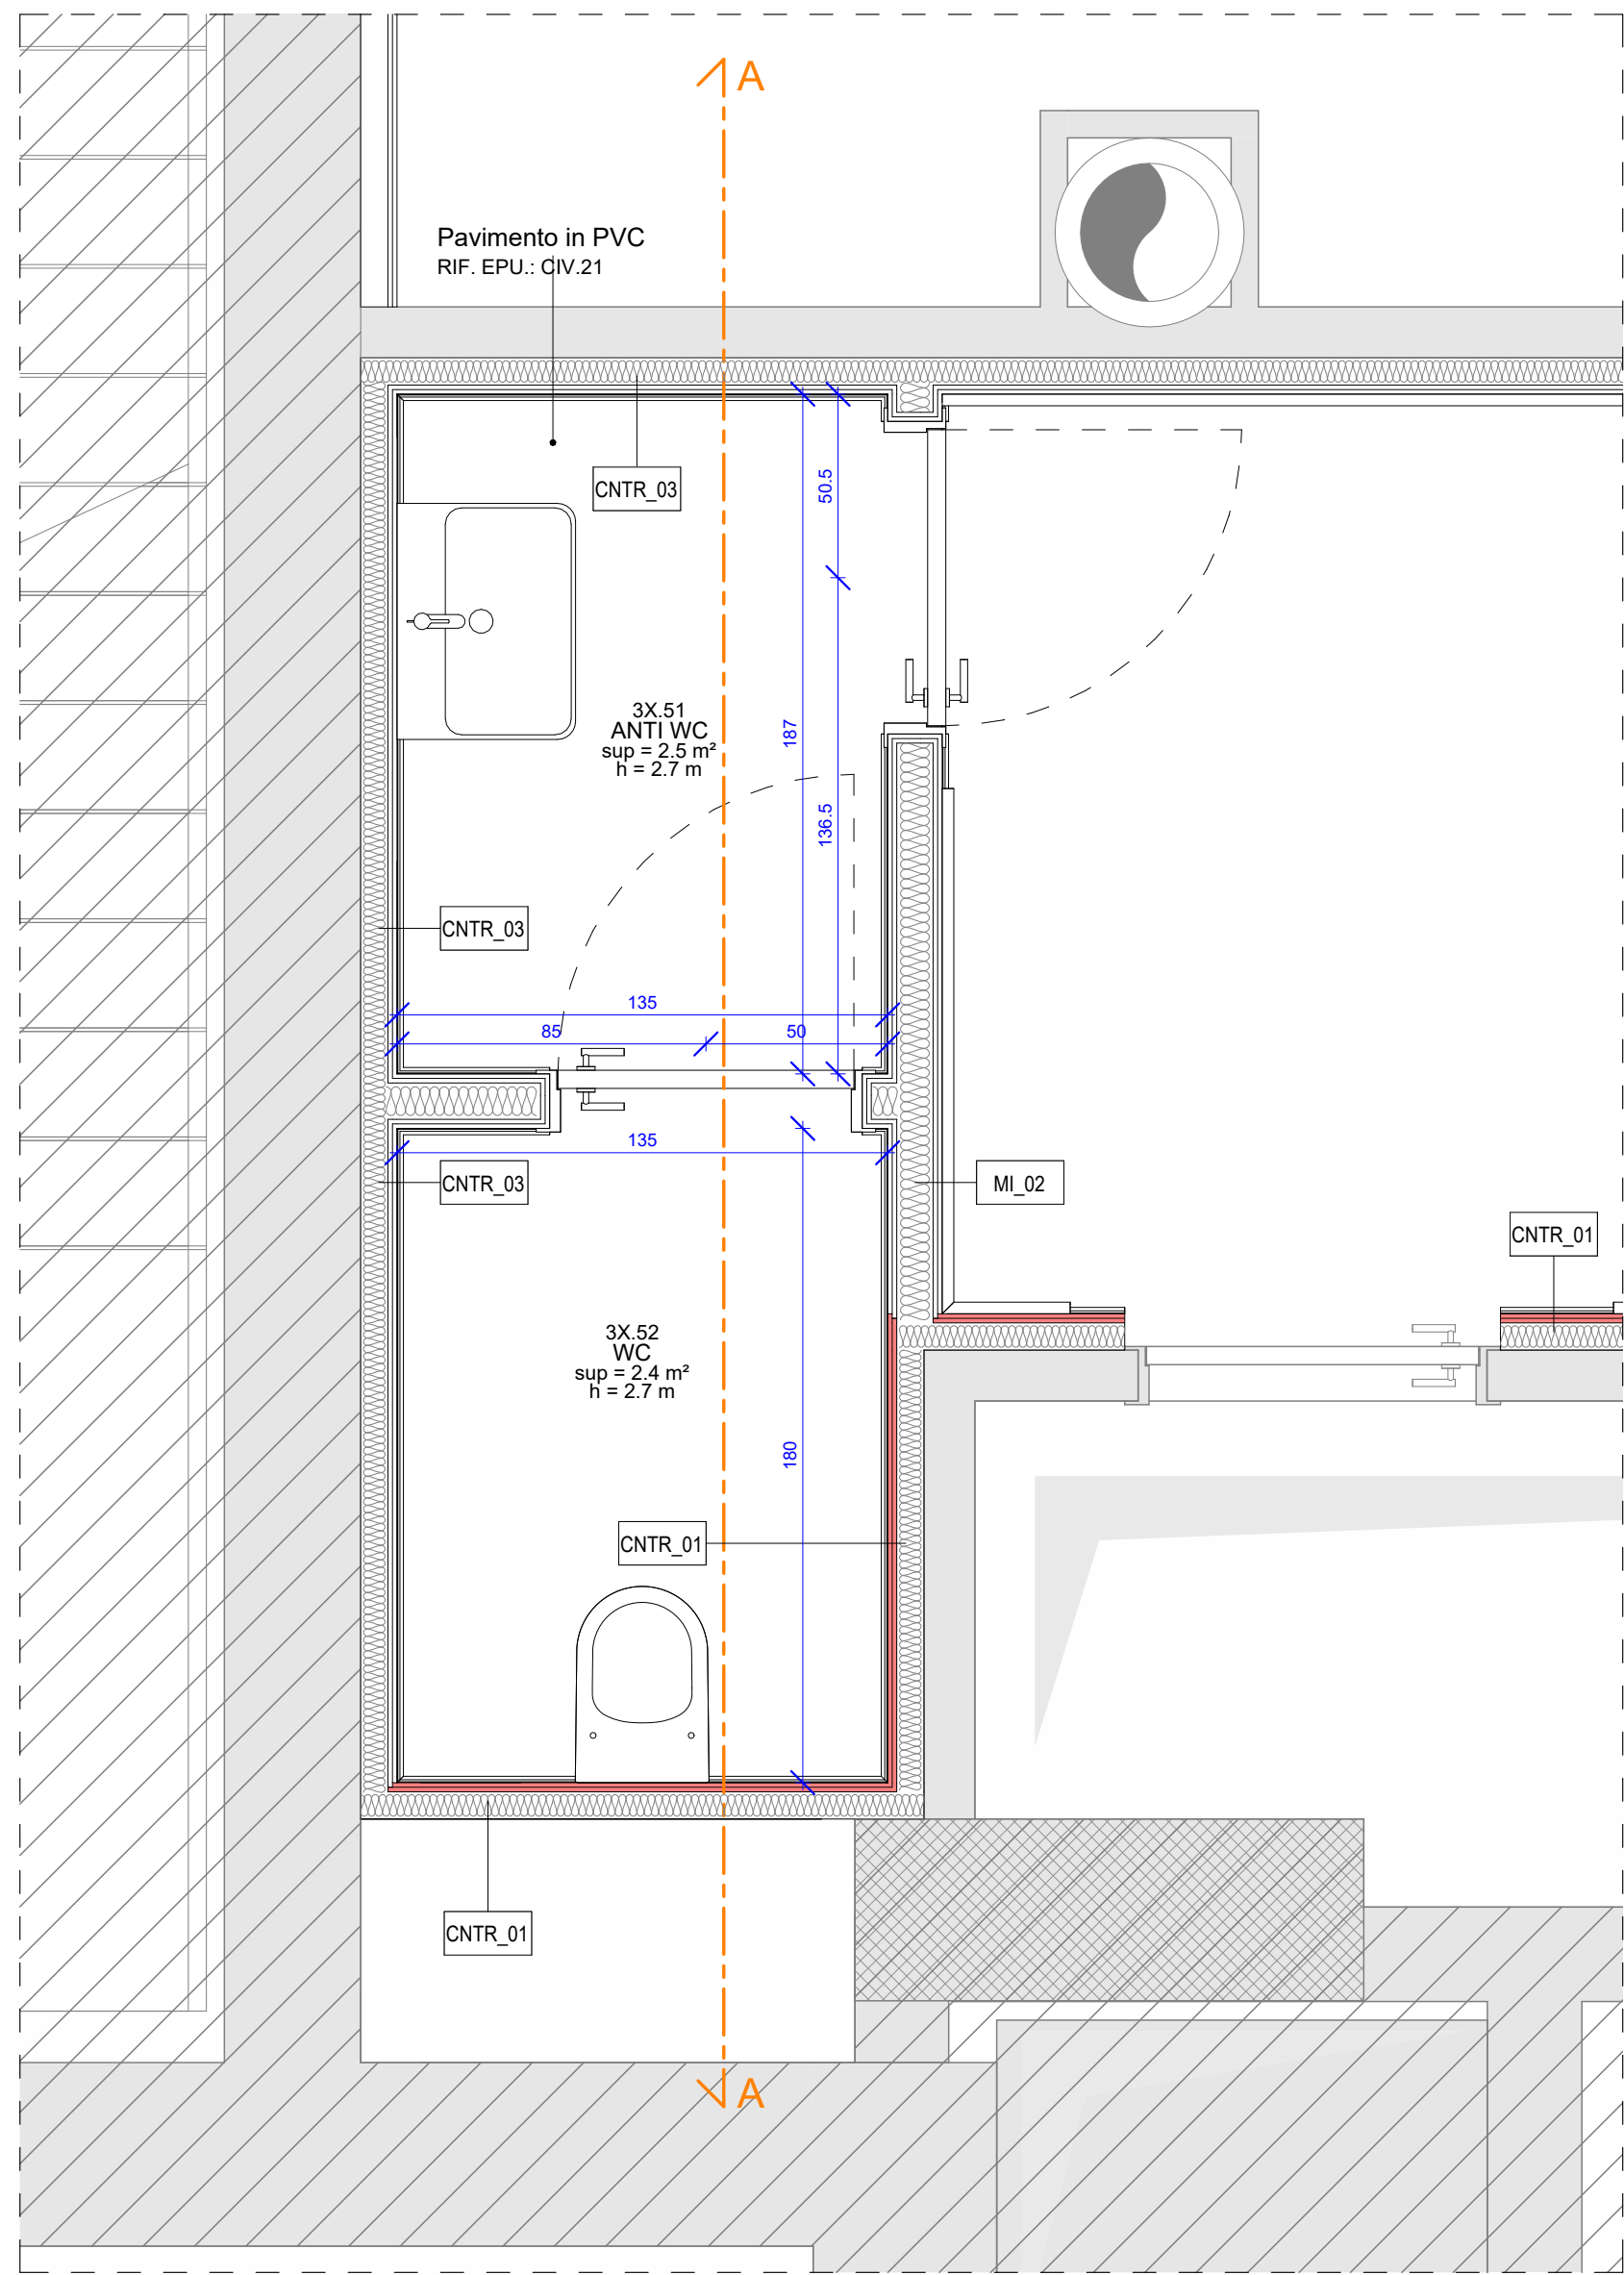 A
Pavimento in PVC
RIF. EPU.: CIV.21
CNTR_03
50.5
3X.51
ANTI WC
sup = 2.5 m²
h = 2.7 m
187
136.5
CNTR_03
135
85
50
135
CNTR_03
MI_02
CNTR_01
3X.52
WC
sup = 2.4 m²
h = 2.7 m
180
CNTR_01
CNTR_01
A